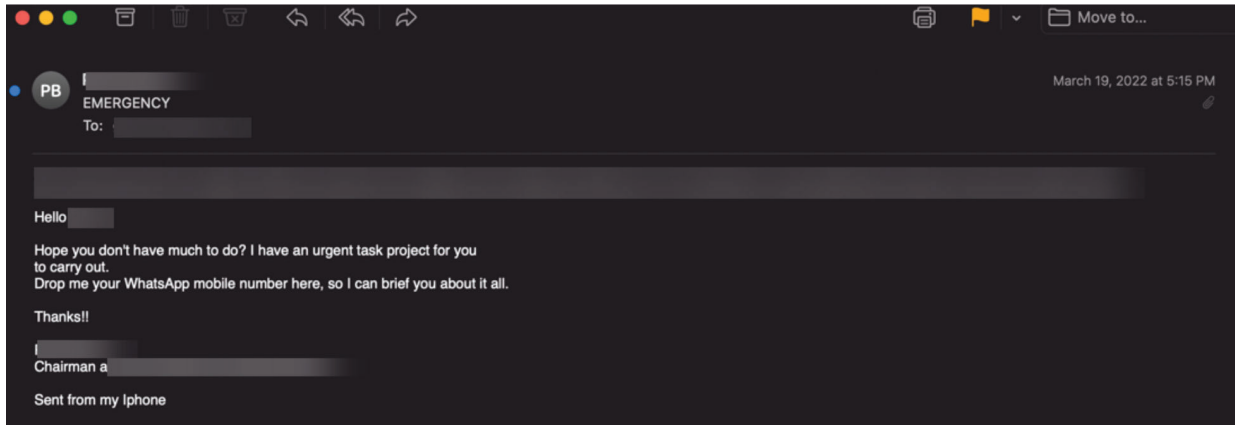 Move to...
PB
March 19, 2022 at 5:15 PM
EMERGENCY
To:
Hello
Hope you don't have much to do? I have an urgent task project for you
to carry out.
Drop me your WhatsApp mobile number here, so I can brief you about it all.
Thanks!!
Chairman a
Sent from my Iphone